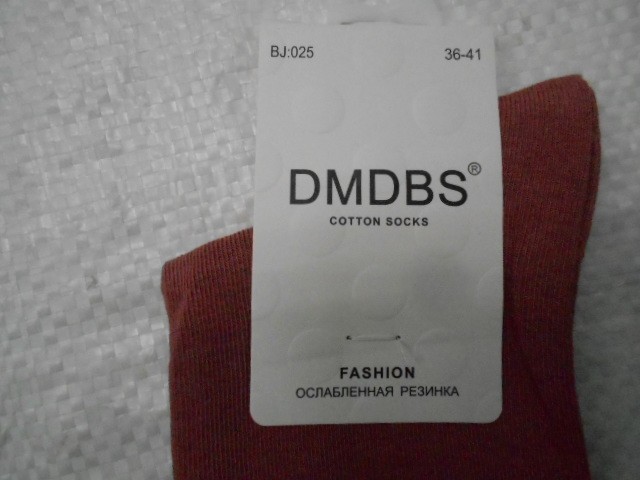 BJ:025 36-41
DMDBS®
COTTON SOCKS
FASHION
ОСЛАБЛЕННАЯ РЕЗИНКА